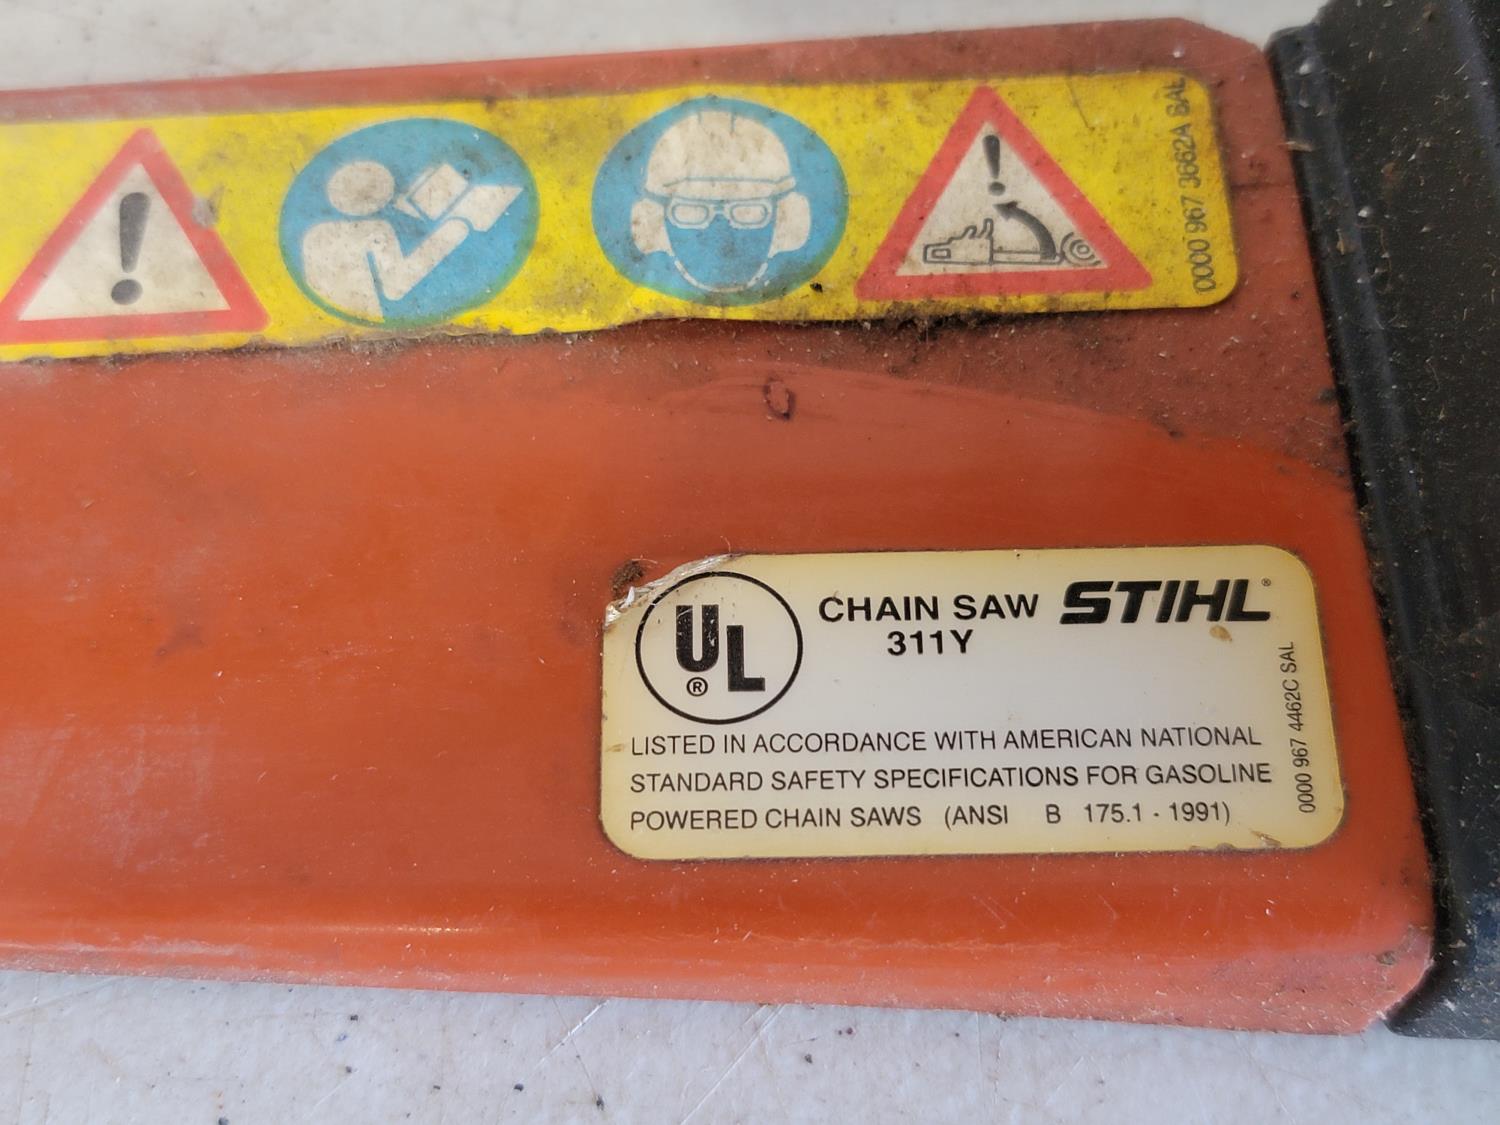 0000 967 3662A SAL
UL
®
CHAIN SAW STIHL®
311Y
LISTED IN ACCORDANCE WITH AMERICAN NATIONAL
STANDARD SAFETY SPECIFICATIONS FOR GASOLINE
POWERED CHAIN SAWS (ANSI B 175.1 - 1991)
0000 967 4462C SAL